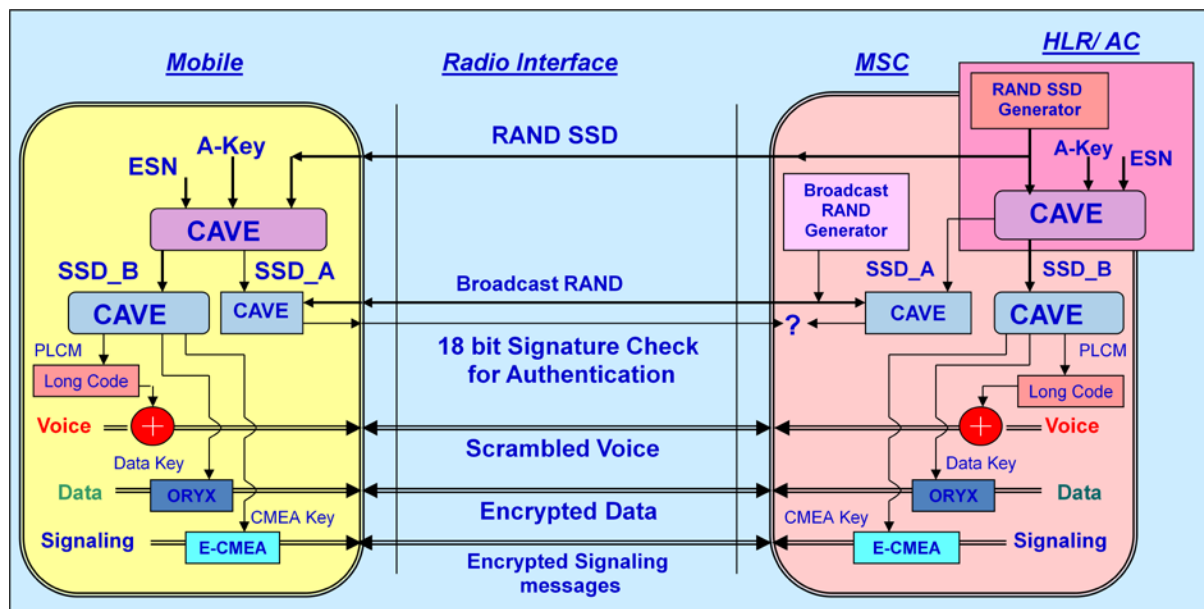 Mobile
Radio Interface
MSC
HLR/ AC
RAND SSD
Generator
RAND SSD
A-Key
ESN
A-Key
ESN
Broadcast
RAND
Generator
CAVE
CAVE
SSD_B
SSD_A
SSD_A
SSD_B
Broadcast RAND
CAVE
CAVE
CAVE
CAVE
?
18 bit Signature Check
for Authentication
PLCM
PLCM
Long Code
Long Code
Voice
+
+
Voice
Scrambled Voice
Data Key
Data Key
Data
ORYX
ORYX
Data
Encrypted Data
CMEA Key
CMEA Key
Signaling
E-CMEA
E-CMEA
Signaling
Encrypted Signaling
messages